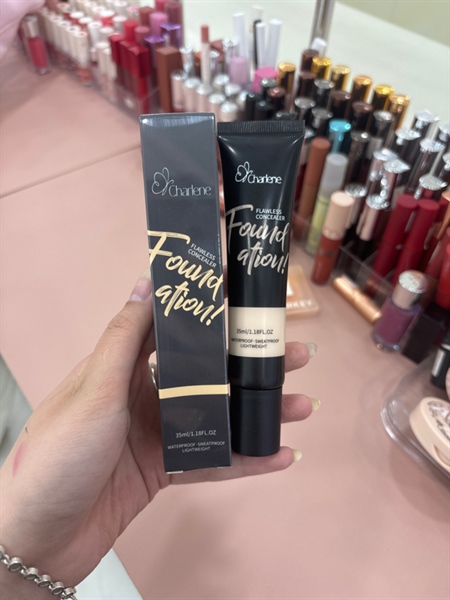 Charlene
FLAWLESS
CONCEALER
Found
ation!
35ml/1.18FL.OZ
WATERPROOF·SWEATPROOF
LIGHTWEIGHT
Charlene
FLAWLESS
CONCEALER
Found
ation!
35ml/1.18FL.OZ
WATERPROOF·SWEATPROOF
LIGHTWEIGHT